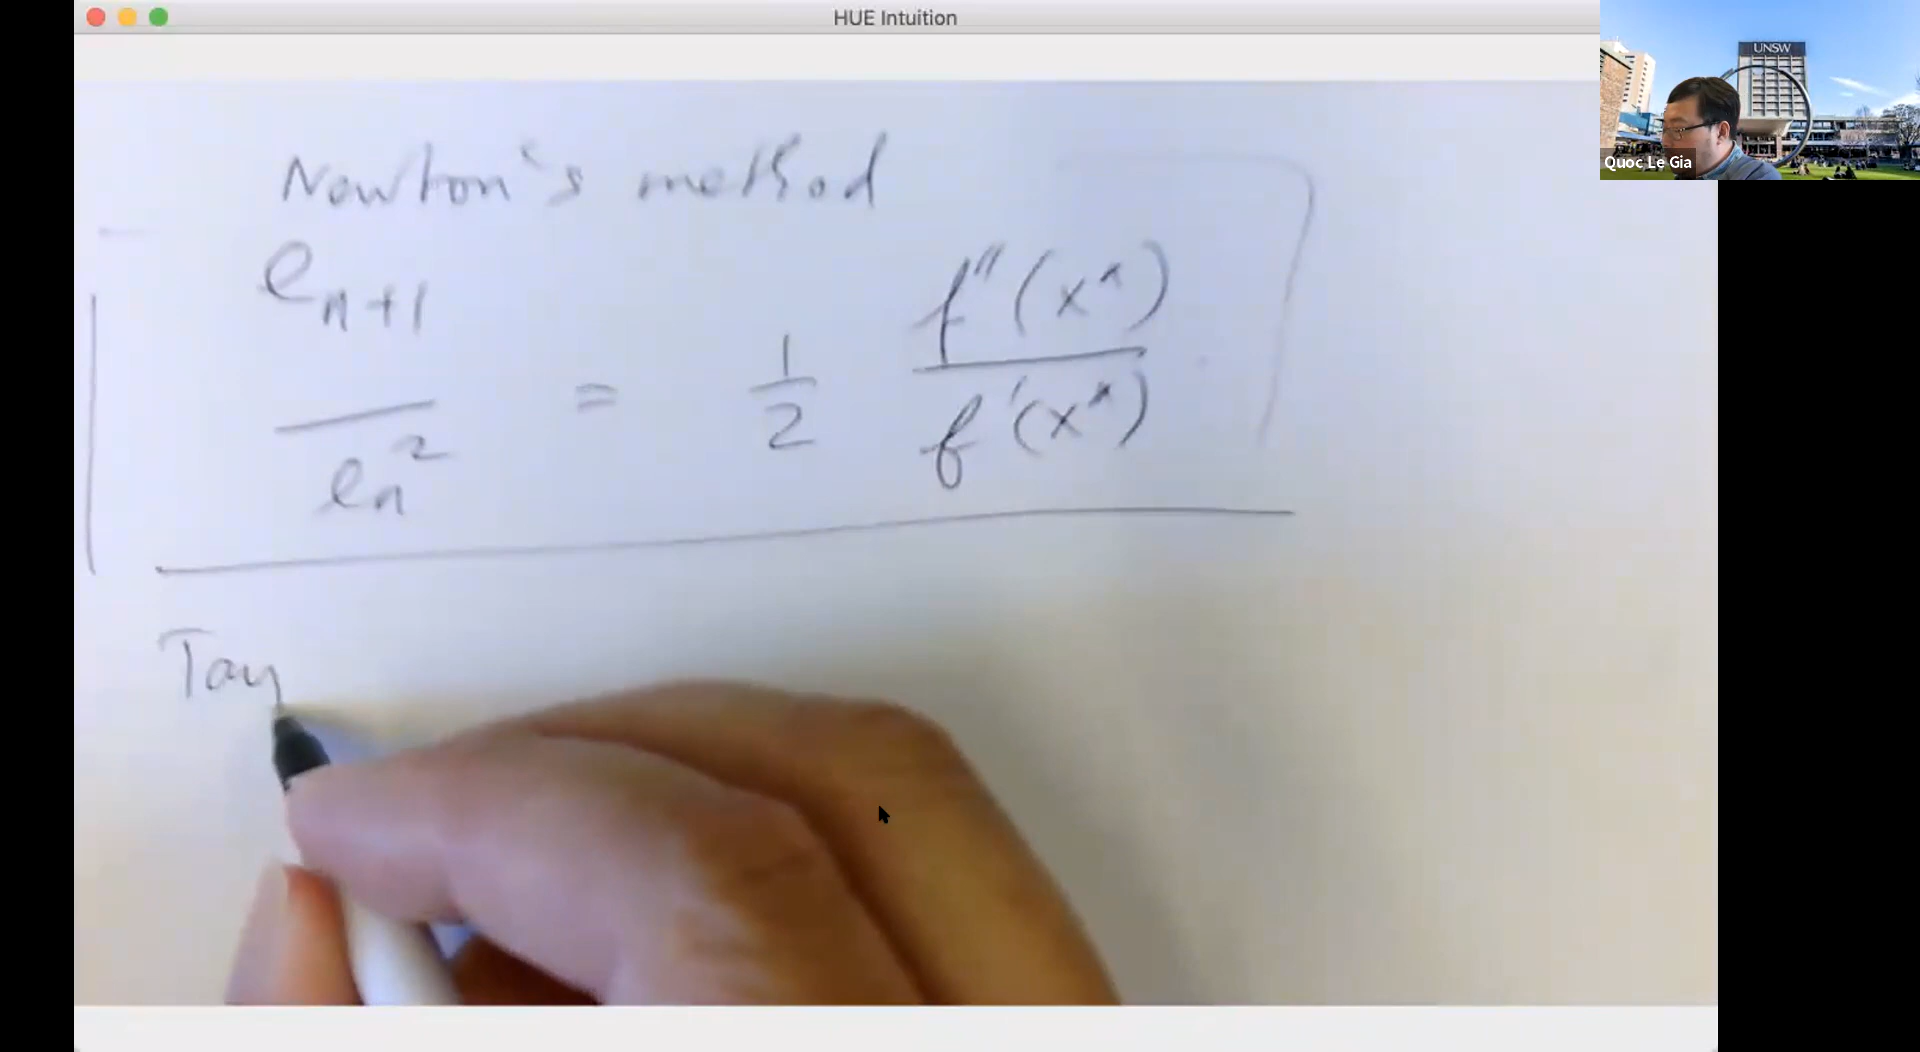 HUE Intuition
UNSW
Quoc Le Gia
Newton's method
e_{n+1} / e_n^2 = 1/2 f''(x*) / f'(x*)
Tay